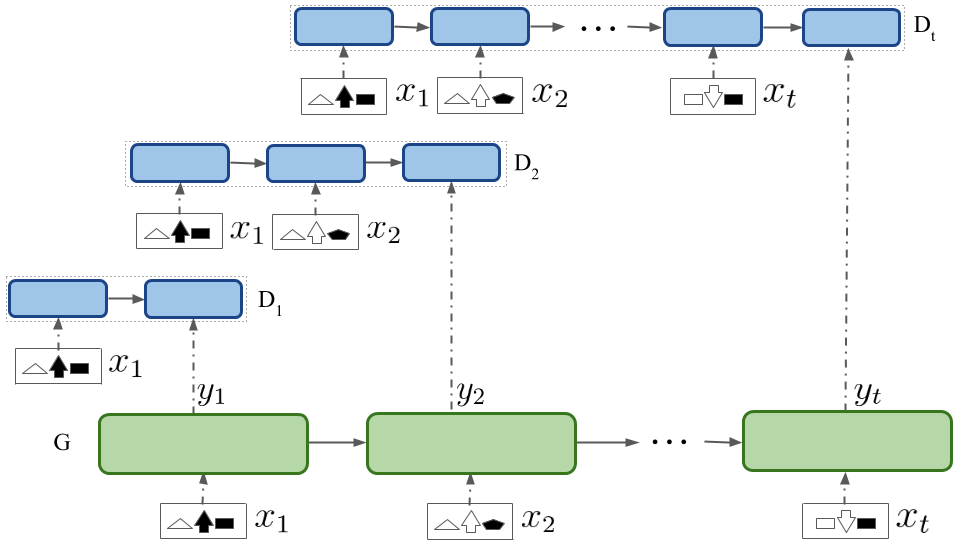 D_t
x_1 x_2 ... x_t
D_2
x_1 x_2
D_1
x_1
y_1 y_2 y_t
G ...
x_1 x_2 x_t